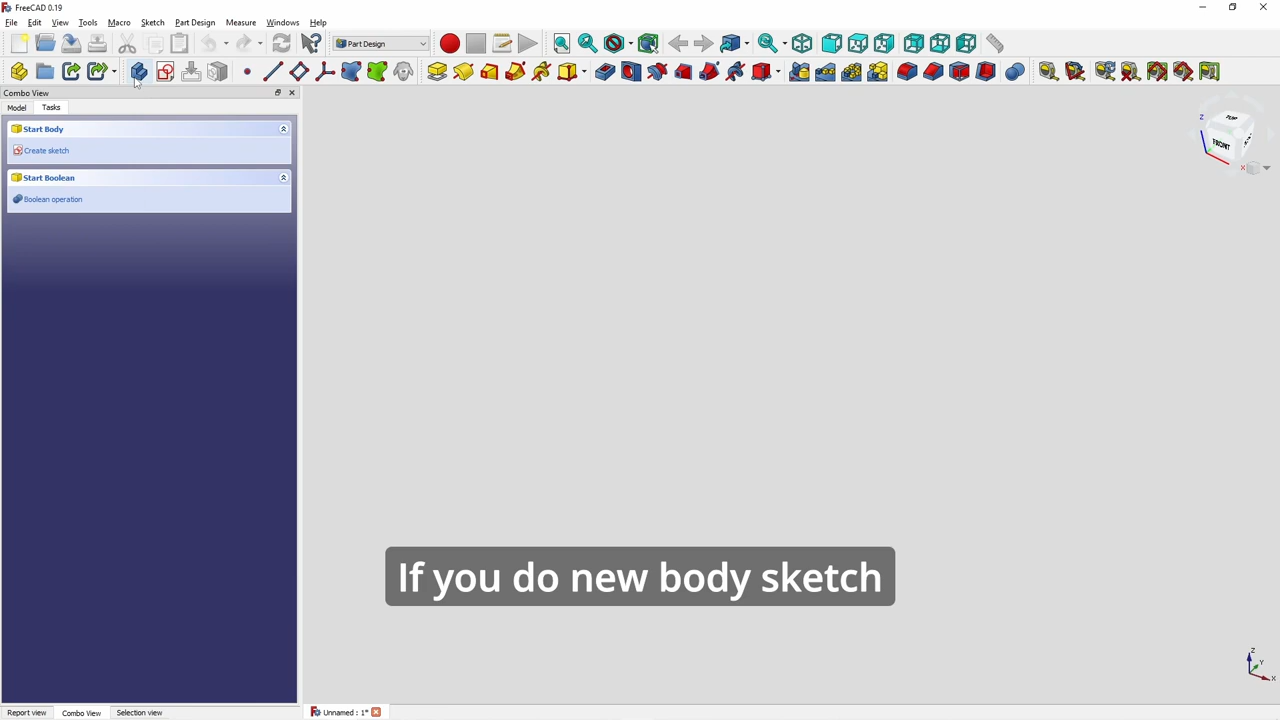 FreeCAD 0.19
File Edit View Tools Macro Sketch Part Design Measure Windows Help
Part Design
Combo View
Model Tasks
Start Body
Create sketch
Start Boolean
Boolean operation
TOP
FRONT
Z
X
If you do new body sketch
Z
Y
X
Report view Combo View Selection view
Unnamed : 1*